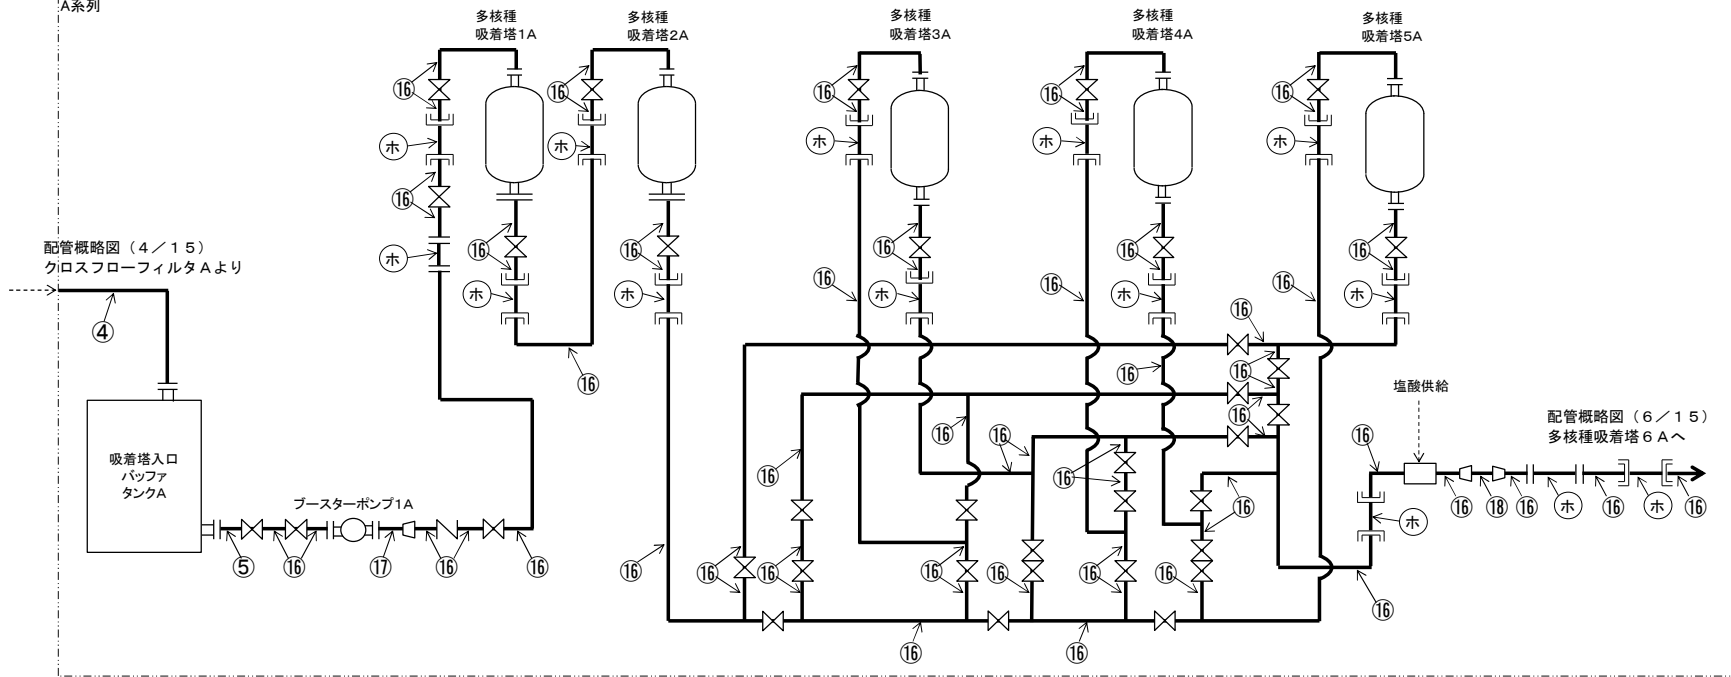 A系列
多核種
吸着塔1A
多核種
吸着塔2A
多核種
吸着塔3A
多核種
吸着塔4A
多核種
吸着塔5A
⑯
⑯
⑯
⑯
⑯
ホ
ホ
ホ
ホ
ホ
⑯
配管概略図（4／15）
クロスフローフィルタAより
ホ
⑯
⑯
⑯
⑯
⑯
⑯
⑯
⑯
ホ
ホ
ホ
ホ
ホ
④
⑯
⑯
⑯
⑯
⑯
塩酸供給
⑯
⑯
⑯
⑯
配管概略図（6／15）
多核種吸着塔6Aへ
吸着塔入口
バッファ
タンクA
⑯
⑯
⑯
⑯
⑱
⑯
ホ
⑯
ホ
⑯
ブースターポンプ1A
ホ
⑤
⑯
⑰
⑯
⑯
⑯
⑯
⑯
⑯
⑯
⑯
⑯
⑯
⑯
⑯